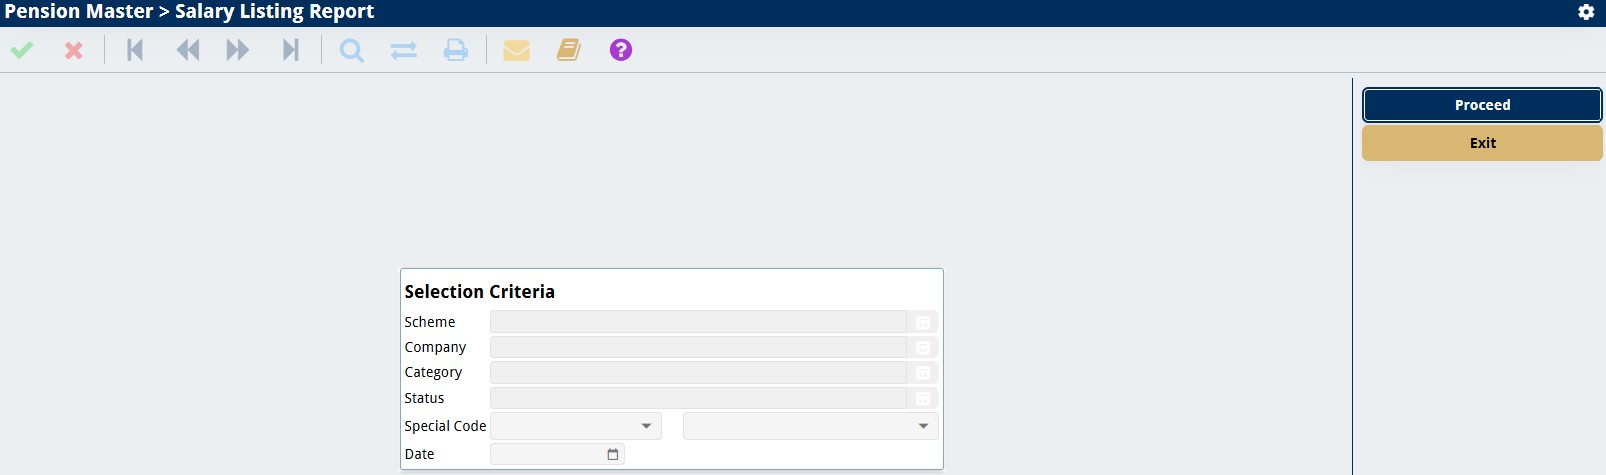 Pension Master > Salary Listing Report
?
Proceed
Exit
Selection Criteria
Scheme
Company
Category
Status
Special Code
Date